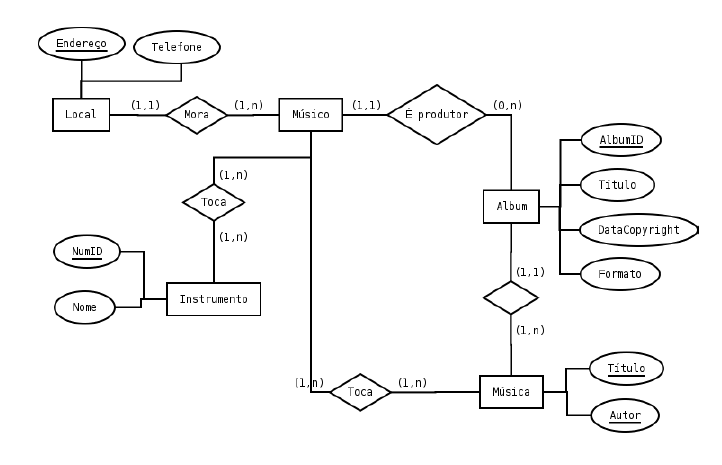 Endereço
Telefone
Local
(1,1)
Mora
(1,n)
Músico
(1,1)
É produtor
(0,n)
AlbumID
Título
DataCopyright
Formato
Album
(1,n)
Toca
(1,n)
NumID
Nome
Instrumento
(1,1)
(1,n)
(1,n)
Toca
(1,n)
Música
Título
Autor